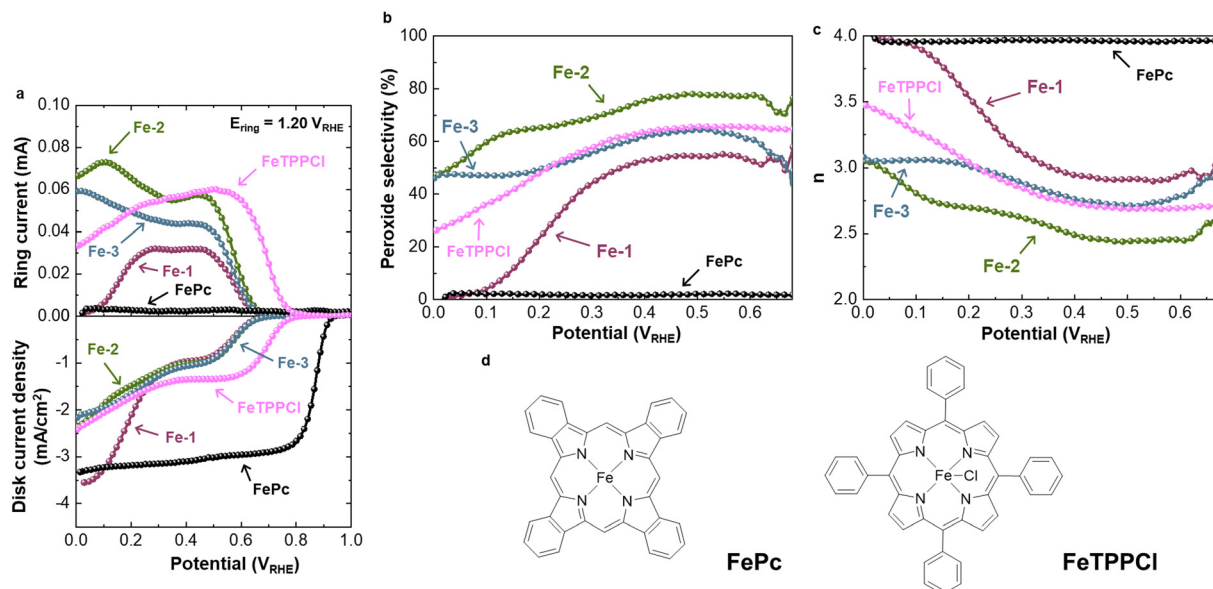 a
E_ring = 1.20 V_RHE
Ring current (mA)
0.10
0.08
0.06
0.04
0.02
0.00
Fe-2
FeTPPCl
Fe-3
Fe-1
FePc
Disk current density
(mA/cm²)
-1
-2
-3
-4
Fe-2
Fe-3
FeTPPCl
Fe-1
FePc
0.0 0.2 0.4 0.6 0.8 1.0
Potential (V_RHE)
b
Peroxide selectivity (%)
100
80
60
40
20
0
Fe-2
Fe-3
FeTPPCl
Fe-1
FePc
0.0 0.1 0.2 0.3 0.4 0.5 0.6
Potential (V_RHE)
c
n
4.0
3.5
3.0
2.5
2.0
FePc
FeTPPCl
Fe-1
Fe-3
Fe-2
0.0 0.1 0.2 0.3 0.4 0.5 0.6
Potential (V_RHE)
d
N N
Fe
N N
FePc
N N
Fe-Cl
N N
FeTPPCl